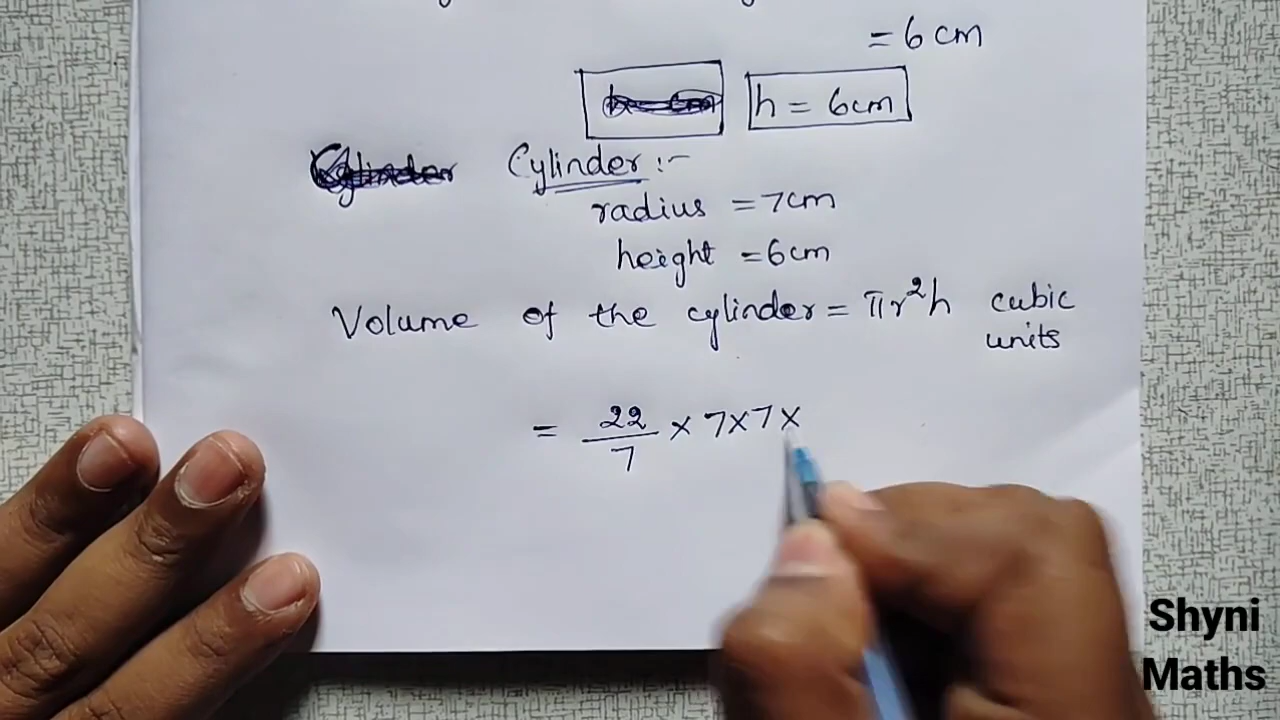 = 6 cm
h = 6cm
Cylinder :-
radius = 7cm
height = 6cm
Volume of the cylinder = πr²h cubic
units
= 22/7 × 7×7×
Shyni
Maths